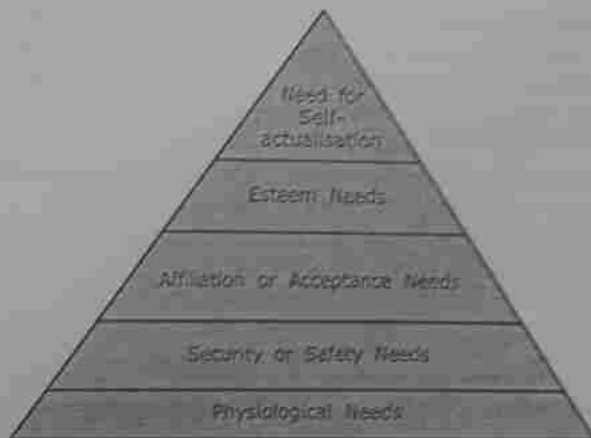 Need for
Self-
actualisation
Esteem Needs
Affiliation or Acceptance Needs
Security or Safety Needs
Physiological Needs